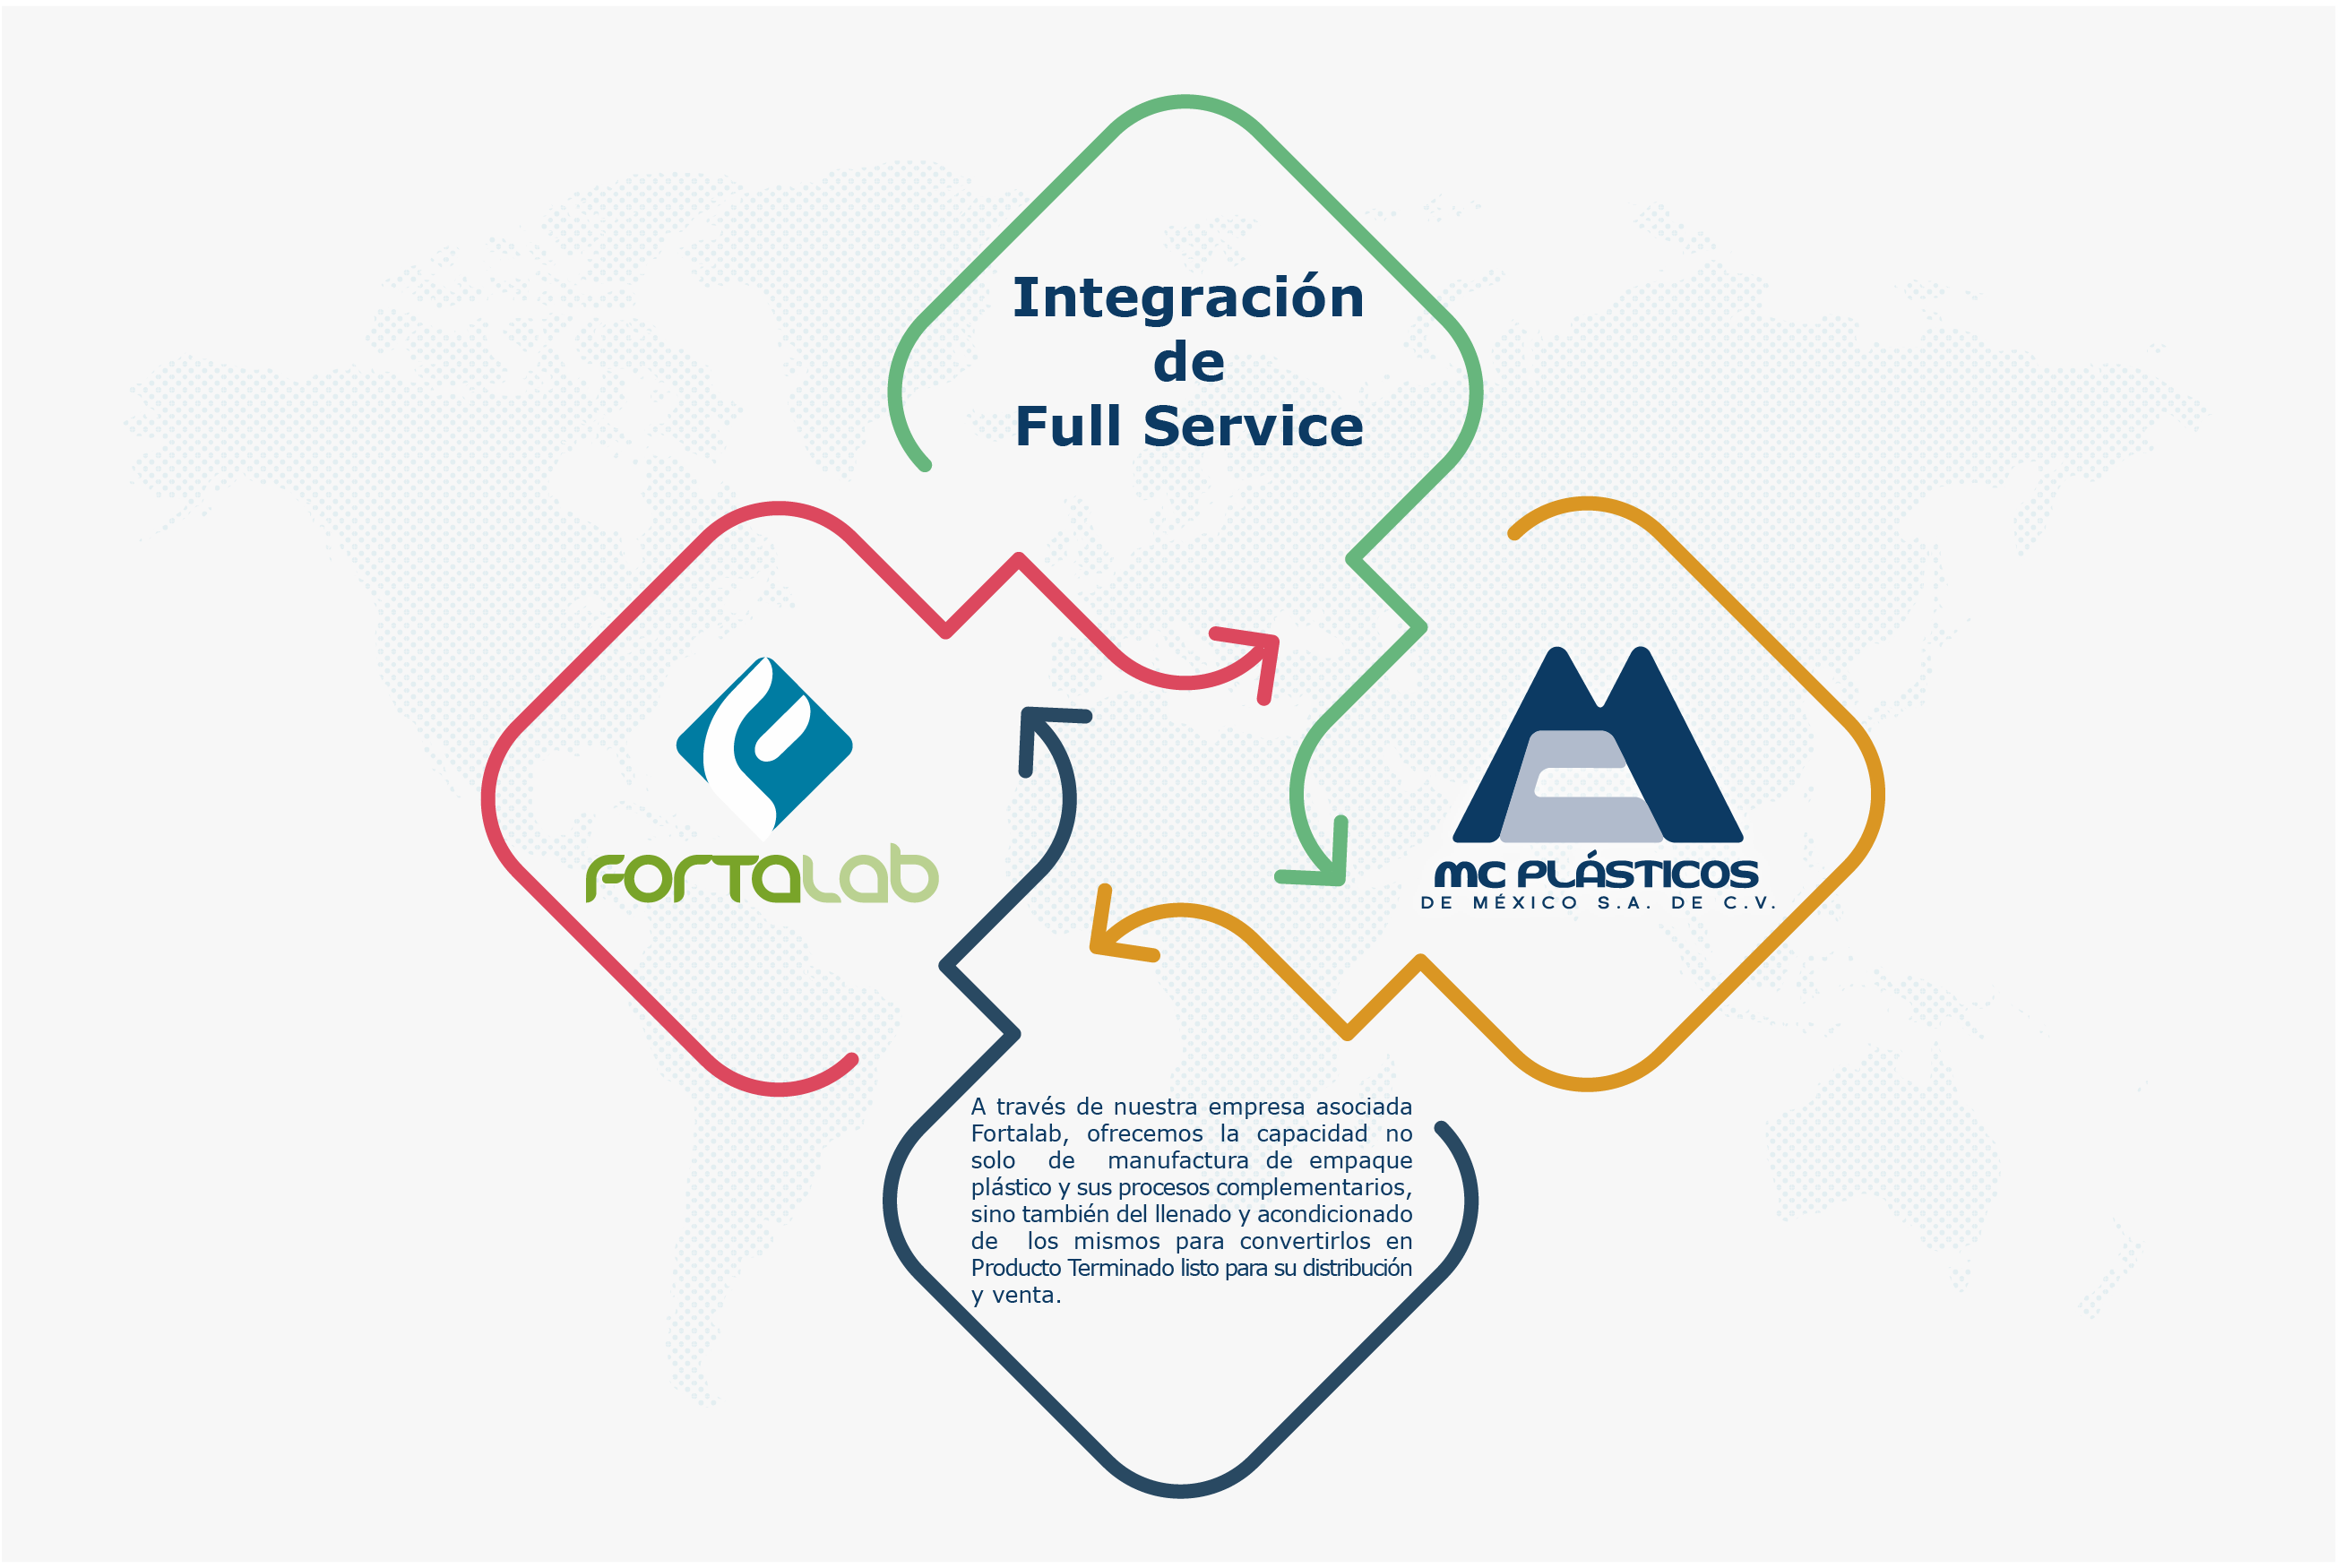 Integración
de
Full Service
FORTALAB
MC PLÁSTICOS
DE MÉXICO S.A. DE C.V.
A través de nuestra empresa asociada
Fortalab, ofrecemos la capacidad no
solo de manufactura de empaque
plástico y sus procesos complementarios,
sino también del llenado y acondicionado
de los mismos para convertirlos en
Producto Terminado listo para su distribución
y venta.